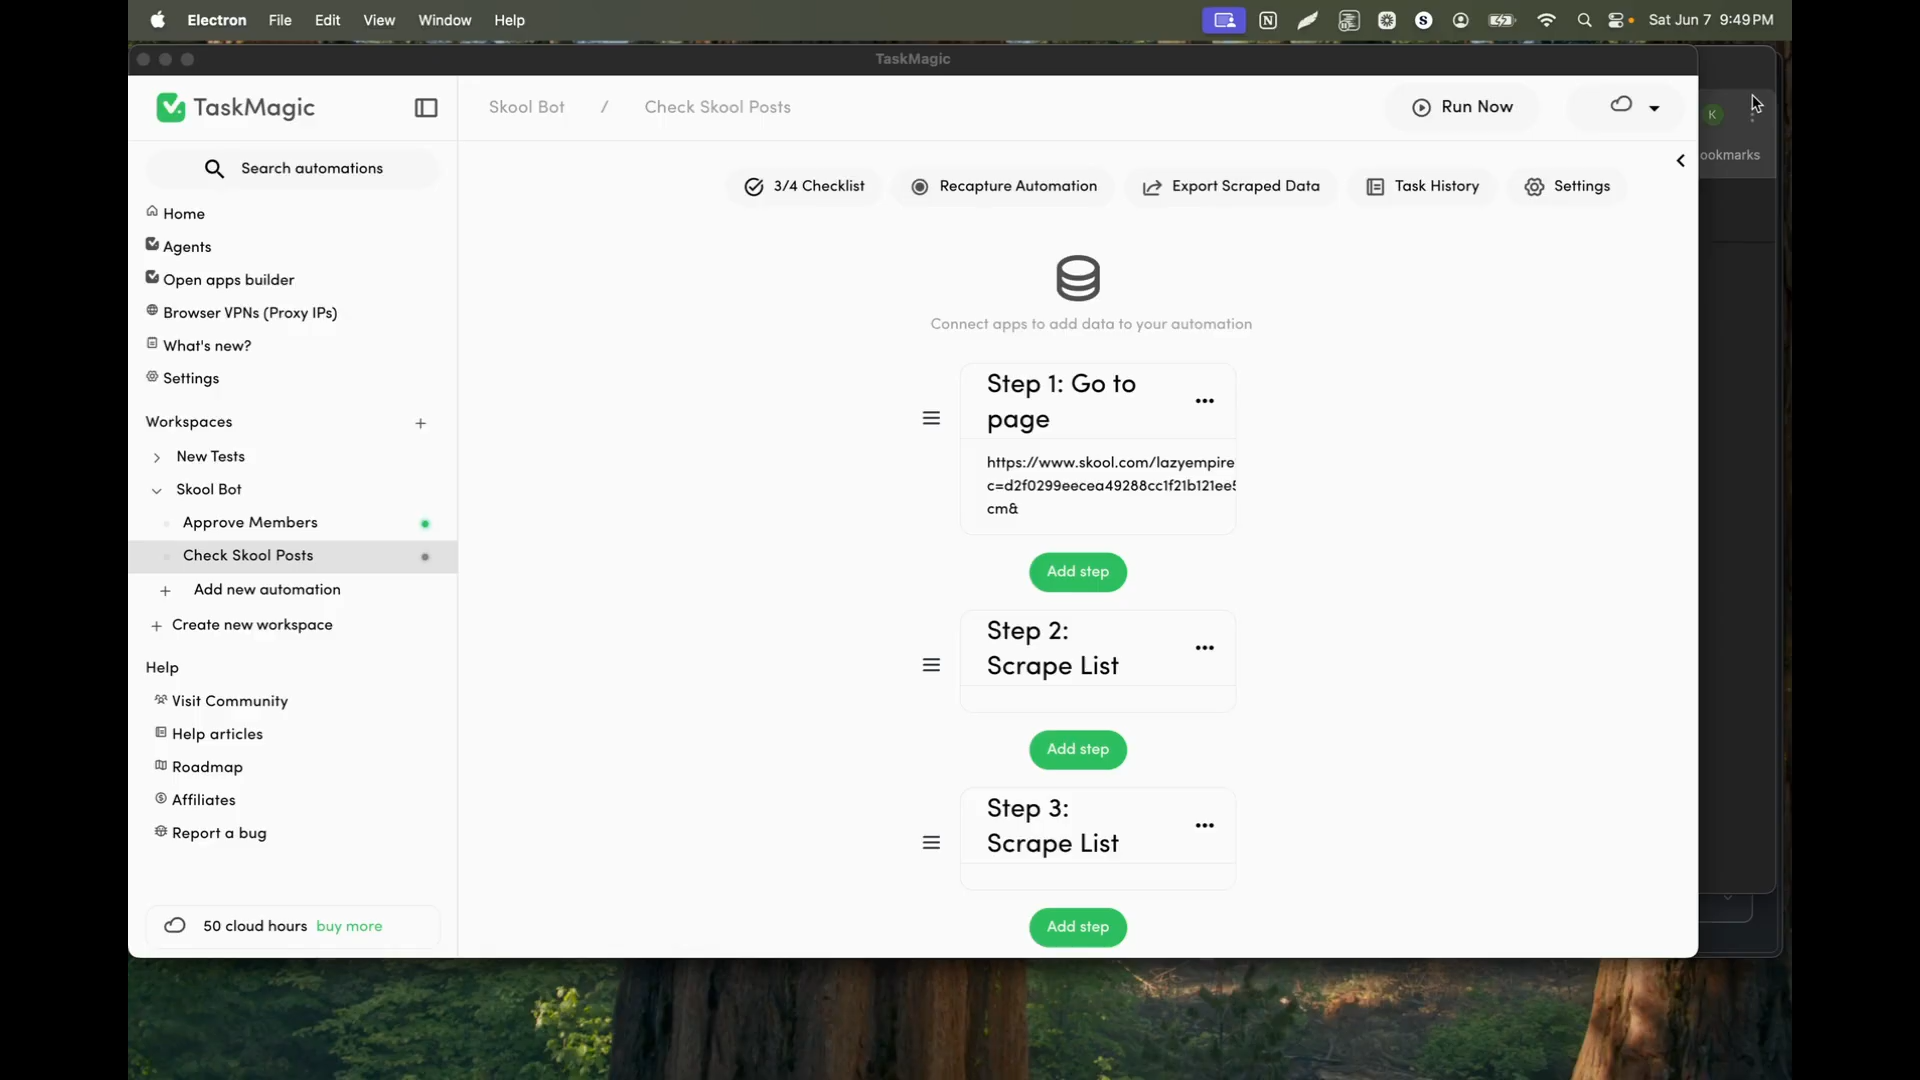 Electron File Edit View Window Help
N
S
Sat Jun 7 9:49 PM
TaskMagic
TaskMagic
Skool Bot / Check Skool Posts
Run Now
K
ookmarks
Search automations
3/4 Checklist
Recapture Automation
Export Scraped Data
Task History
Settings
Home
Agents
Open apps builder
Browser VPNs (Proxy IPs)
What's new?
Settings
Workspaces +
New Tests
Skool Bot
Approve Members
Check Skool Posts
+ Add new automation
+ Create new workspace
Help
Visit Community
Help articles
Roadmap
Affiliates
Report a bug
50 cloud hours buy more
Connect apps to add data to your automation
Step 1: Go to
page
https://www.skool.com/lazyempire
c=d2f0299eecea49288cc1f21b121ee5
cm&
Add step
Step 2:
Scrape List
Add step
Step 3:
Scrape List
Add step